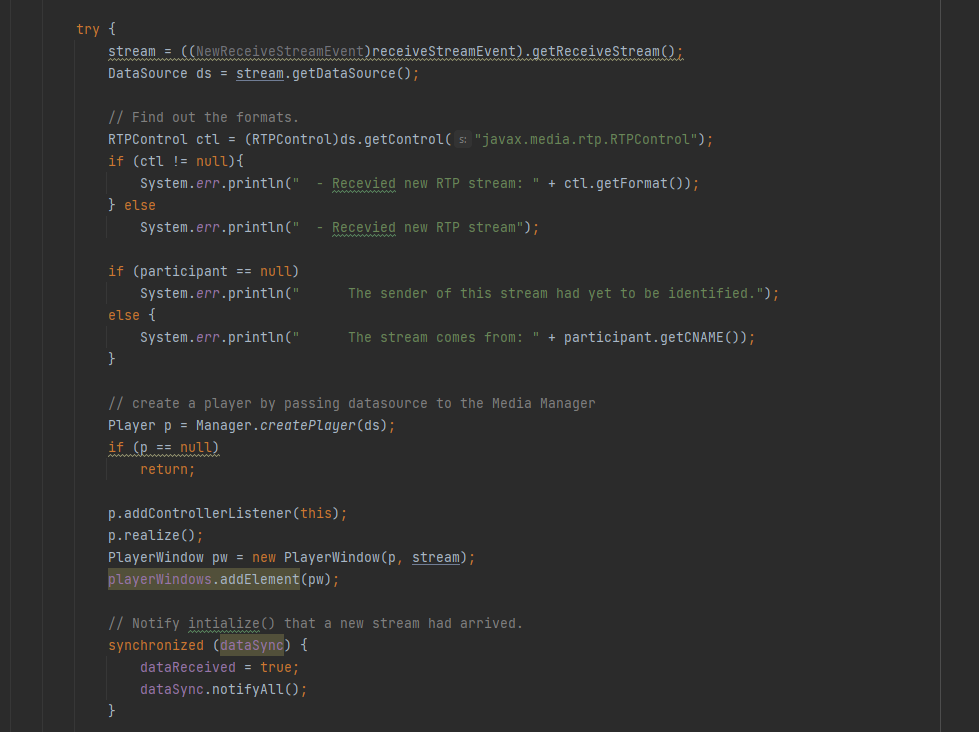 try {
stream = ((NewReceiveStreamEvent)receiveStreamEvent).getReceiveStream();
DataSource ds = stream.getDataSource();
// Find out the formats.
RTPControl ctl = (RTPControl)ds.getControl( s: "javax.media.rtp.RTPControl");
if (ctl != null){
System.err.println("  - Recevied new RTP stream: " + ctl.getFormat());
} else
System.err.println("  - Recevied new RTP stream");
if (participant == null)
System.err.println("      The sender of this stream had yet to be identified.");
else {
System.err.println("      The stream comes from: " + participant.getCNAME());
}
// create a player by passing datasource to the Media Manager
Player p = Manager.createPlayer(ds);
if (p == null)
return;
p.addControllerListener(this);
p.realize();
PlayerWindow pw = new PlayerWindow(p, stream);
playerWindows.addElement(pw);
// Notify intialize() that a new stream had arrived.
synchronized (dataSync) {
dataReceived = true;
dataSync.notifyAll();
}